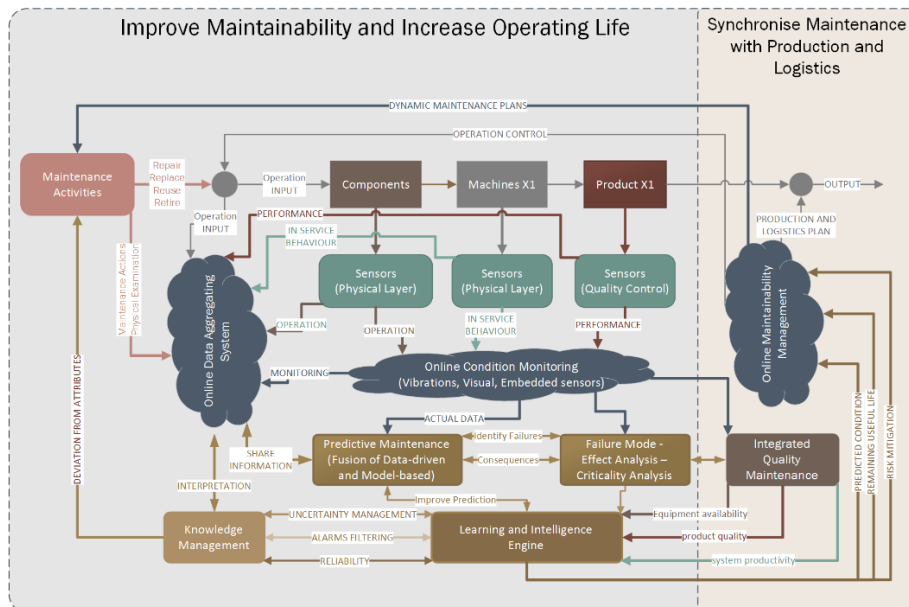 Improve Maintainability and Increase Operating Life
Synchronise Maintenance
with Production and
Logistics
DYNAMIC MAINTENANCE PLANS
OPERATION CONTROL
Maintenance
Activities
Repair
Replace
Reuse
Retire
Operation
INPUT
Components
Machines X1
Product X1
OUTPUT
Operation
INPUT
PERFORMANCE
IN SERVICE
BEHAVIOUR
PRODUCTION AND
LOGISTICS PLAN
Maintenance Actions
Physical Examination
Online Data Aggregating
System
Sensors
(Physical Layer)
Sensors
(Physical Layer)
Sensors
(Quality Control)
Online Maintainability
Management
OPERATION
OPERATION
IN SERVICE
BEHAVIOUR
PERFORMANCE
MONITORING
Online Condition Monitoring
(Vibrations, Visual, Embedded sensors)
DEVIATION FROM ATTRIBUTES
ACTUAL DATA
SHARE
INFORMATION
Predictive Maintenance
(Fusion of Data-driven
and Model-based)
Identify Failures
Consequences
Failure Mode -
Effect Analysis –
Criticality Analysis
Integrated
Quality
Maintenance
PREDICTED CONDITION
REMAINING USEFUL LIFE
RISK MITIGATION
INTERPRETATION
Improve Prediction
Knowledge
Management
UNCERTAINTY MANAGEMENT
ALARMS FILTERING
RELIABILITY
Learning and Intelligence
Engine
Equipment availability
product quality
system productivity